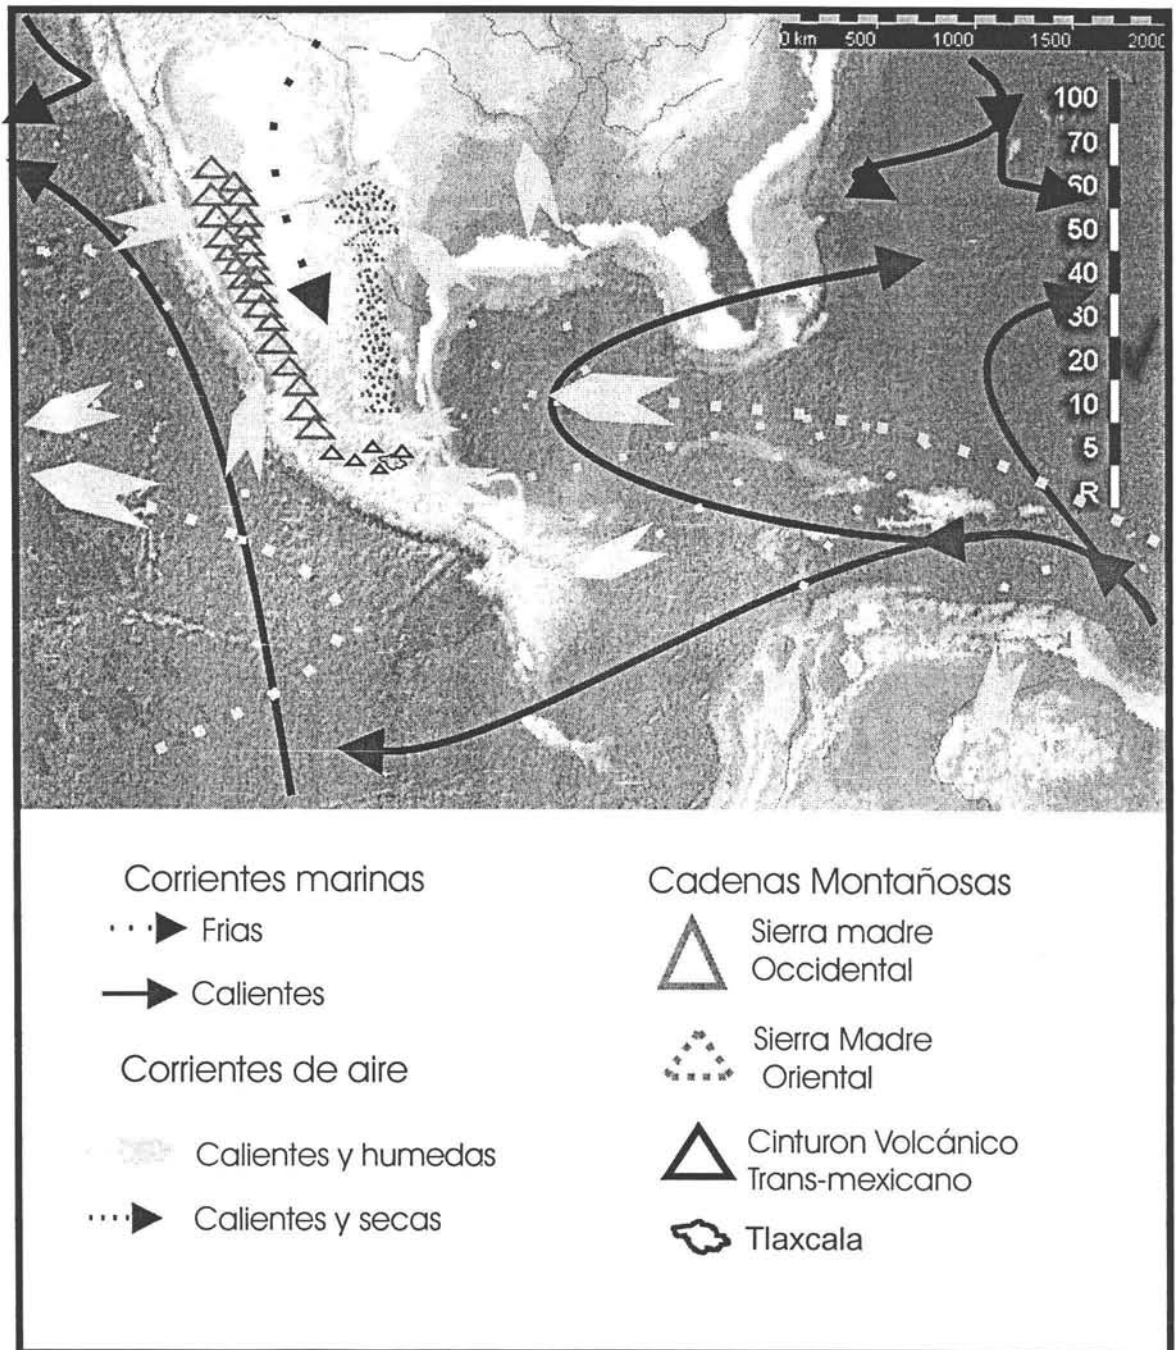 0 km 500 1000 1500 2000
100
70
60
50
40
30
20
10
5
R
Corrientes marinas
Frias
Calientes
Corrientes de aire
Calientes y humedas
Calientes y secas
Cadenas Montañosas
Sierra madre
Occidental
Sierra Madre
Oriental
Cinturon Volcánico
Trans-mexicano
Tlaxcala